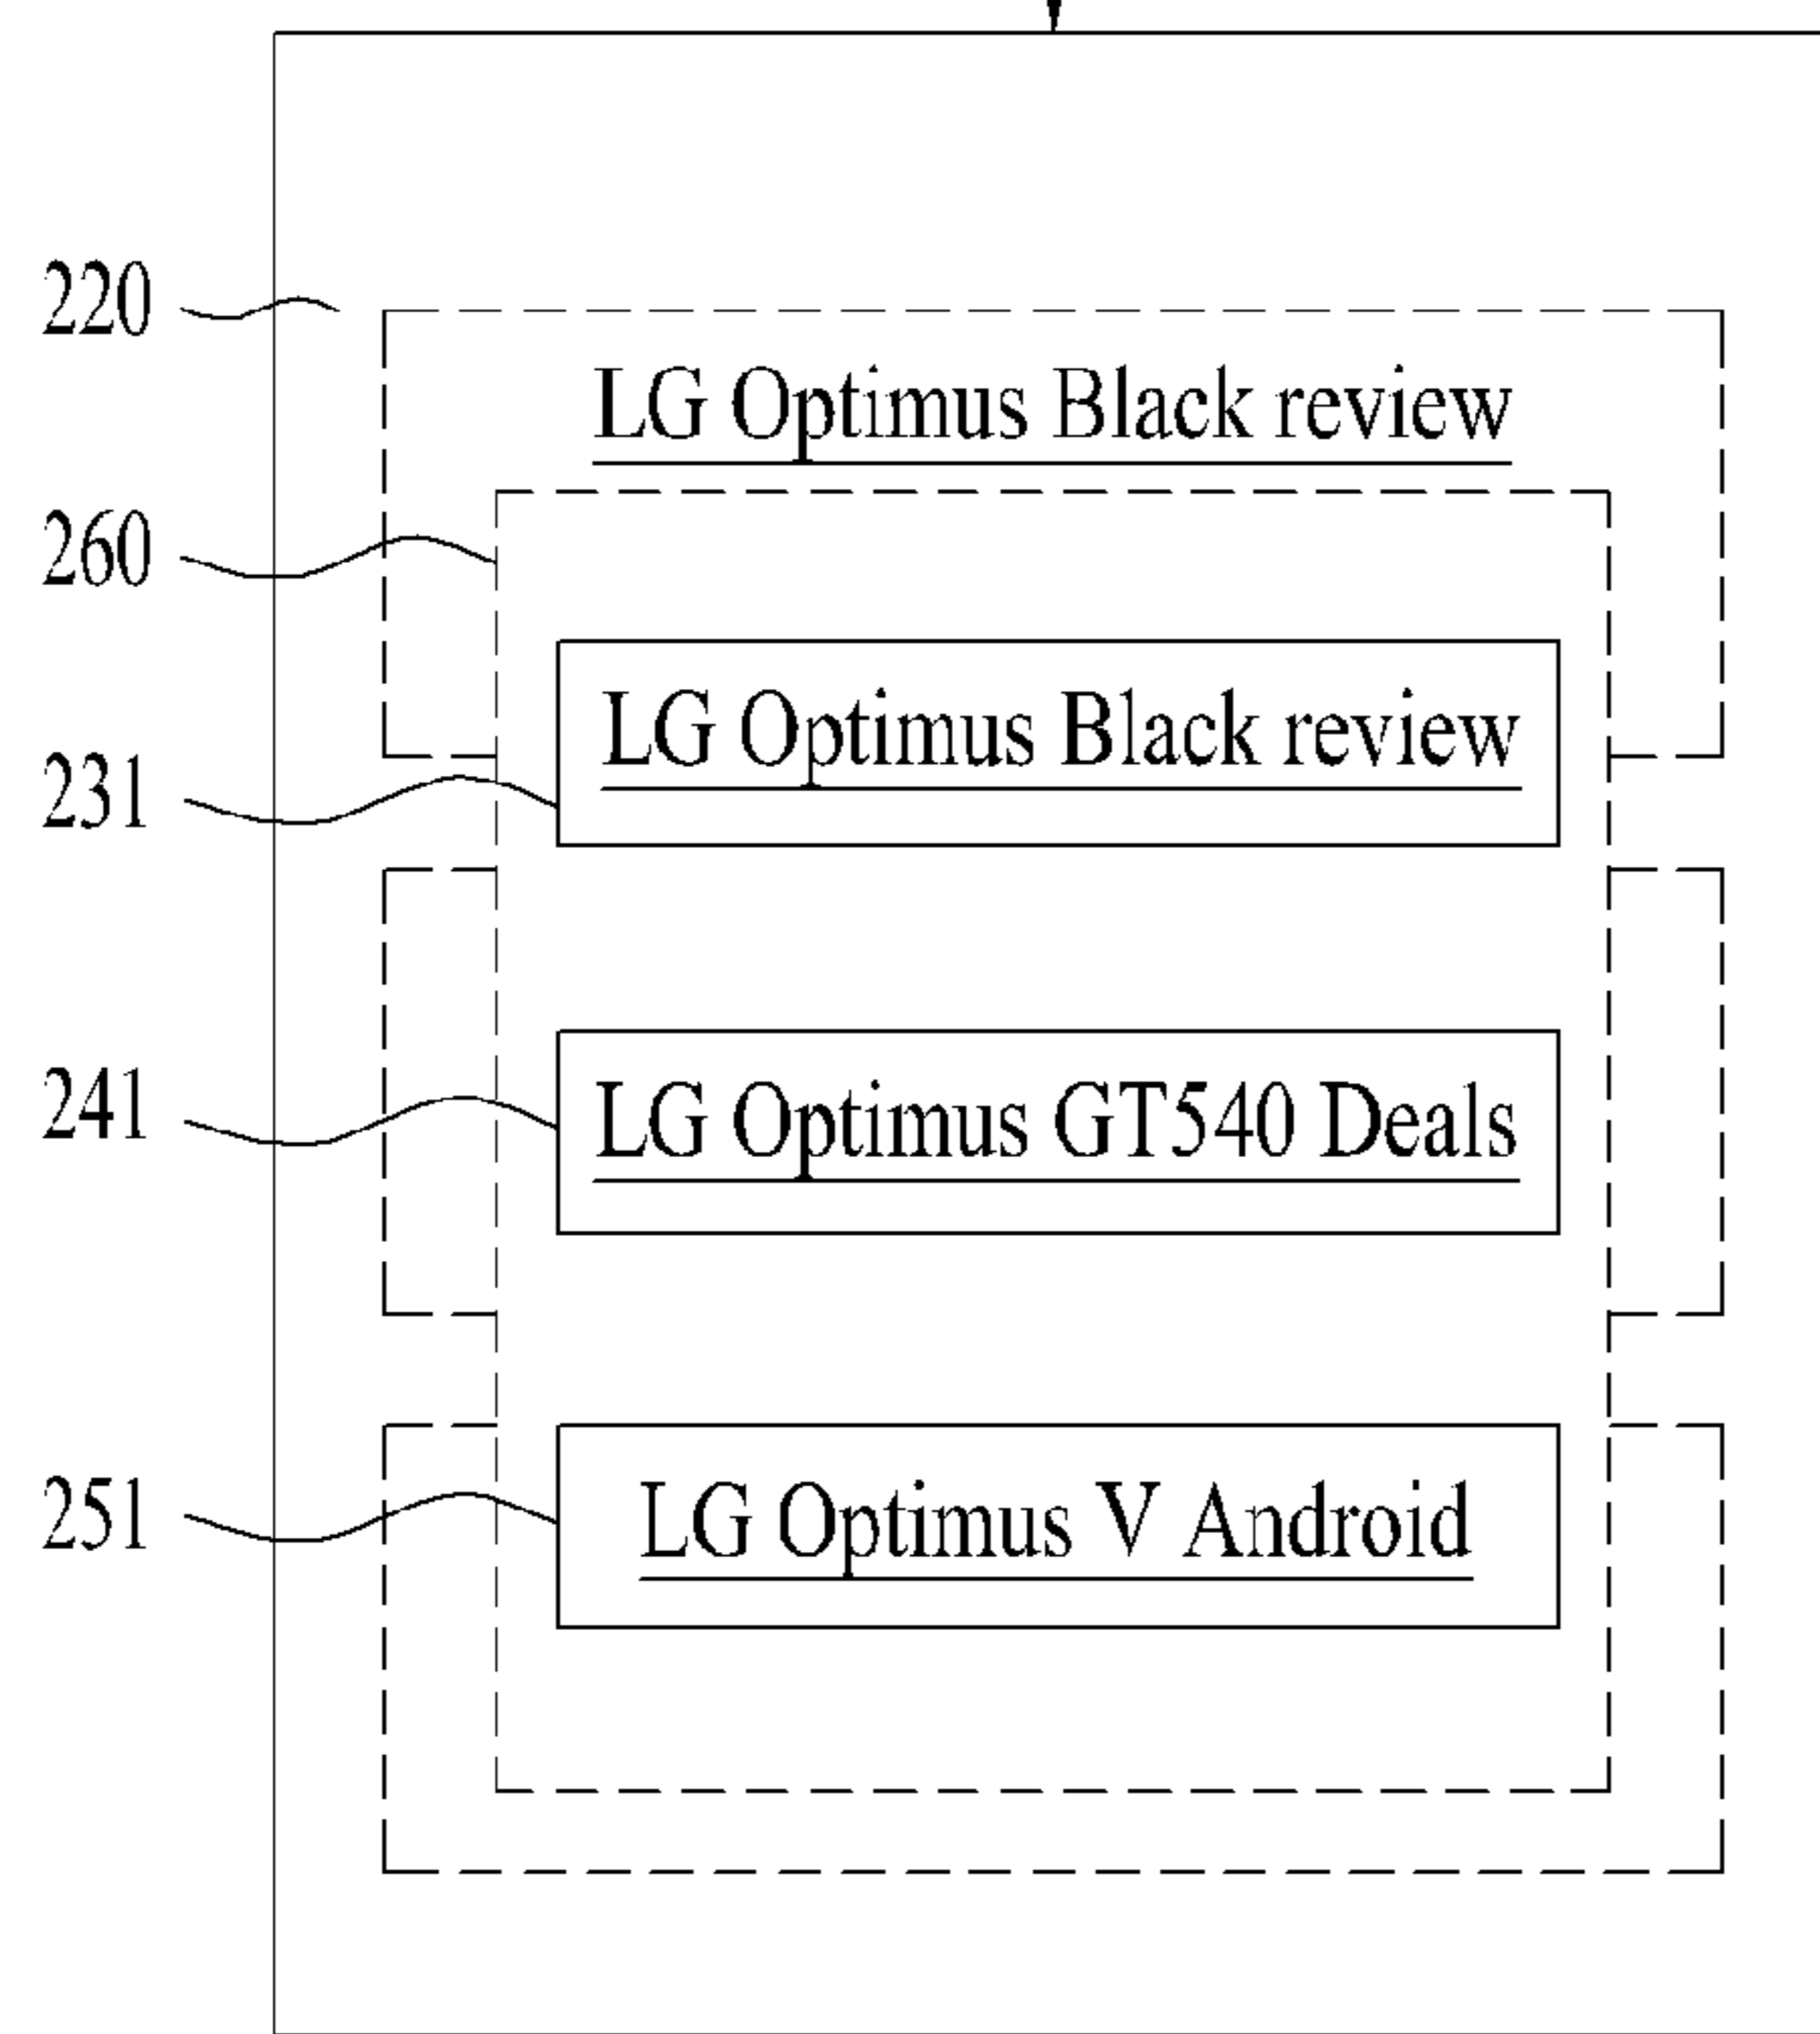 220
LG Optimus Black review
260
LG Optimus Black review
231
241
LG Optimus GT540 Deals
251
LG Optimus V Android